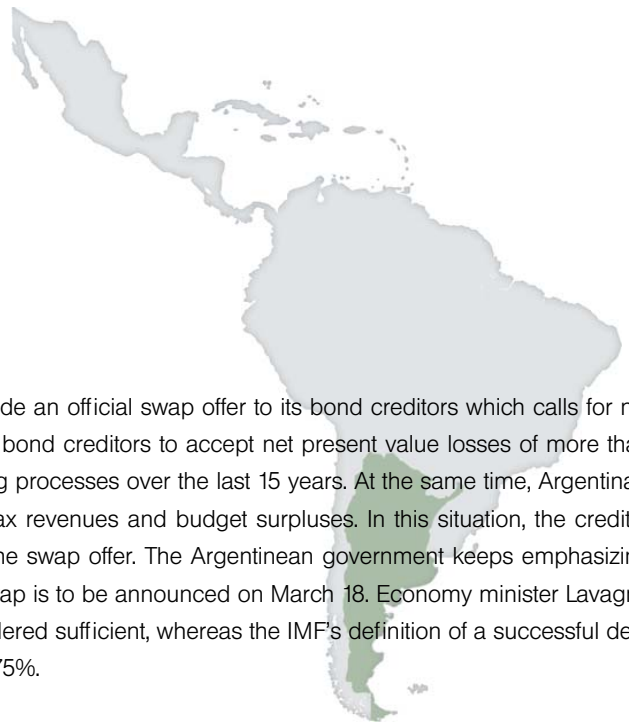 de an official swap offer to its bond creditors which calls for n
bond creditors to accept net present value losses of more tha
g processes over the last 15 years. At the same time, Argentina
ax revenues and budget surpluses. In this situation, the credit
he swap offer. The Argentinean government keeps emphasizin
ap is to be announced on March 18. Economy minister Lavagn
lered sufficient, whereas the IMF's definition of a successful de
75%.